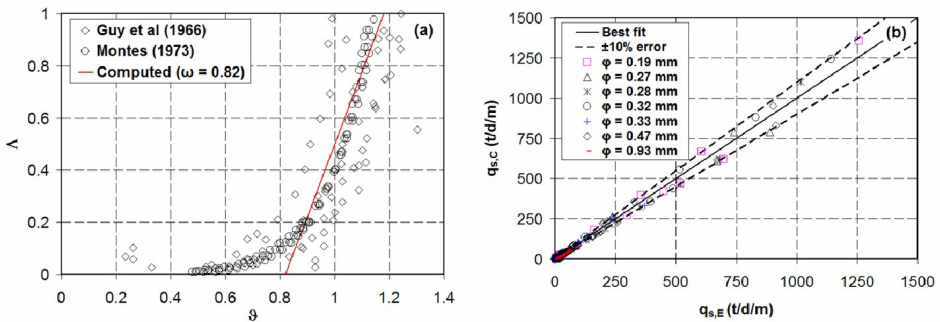 (a)
Guy et al (1966)
Montes (1973)
Computed (ω = 0.82)
1
0.8
0.6
0.4
0.2
0
Λ
0 0.2 0.4 0.6 0.8 1 1.2 1.4
ϑ
(b)
Best fit
±10% error
φ = 0.19 mm
φ = 0.27 mm
φ = 0.28 mm
φ = 0.32 mm
φ = 0.33 mm
φ = 0.47 mm
φ = 0.93 mm
1500
1250
1000
750
500
250
0
qs,C (t/d/m)
0 250 500 750 1000 1250 1500
qs,E (t/d/m)